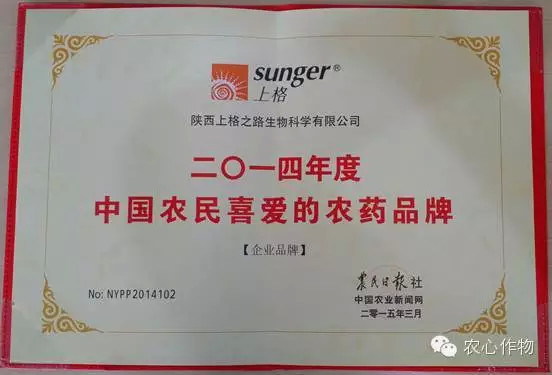 sunger®
上格
陕西上格之路生物科学有限公司
二〇一四年度
中国农民喜爱的农药品牌
【企业品牌】
No: NYPP2014102
农民日报社
中国农业新闻网
二零一五年三月
农心作物